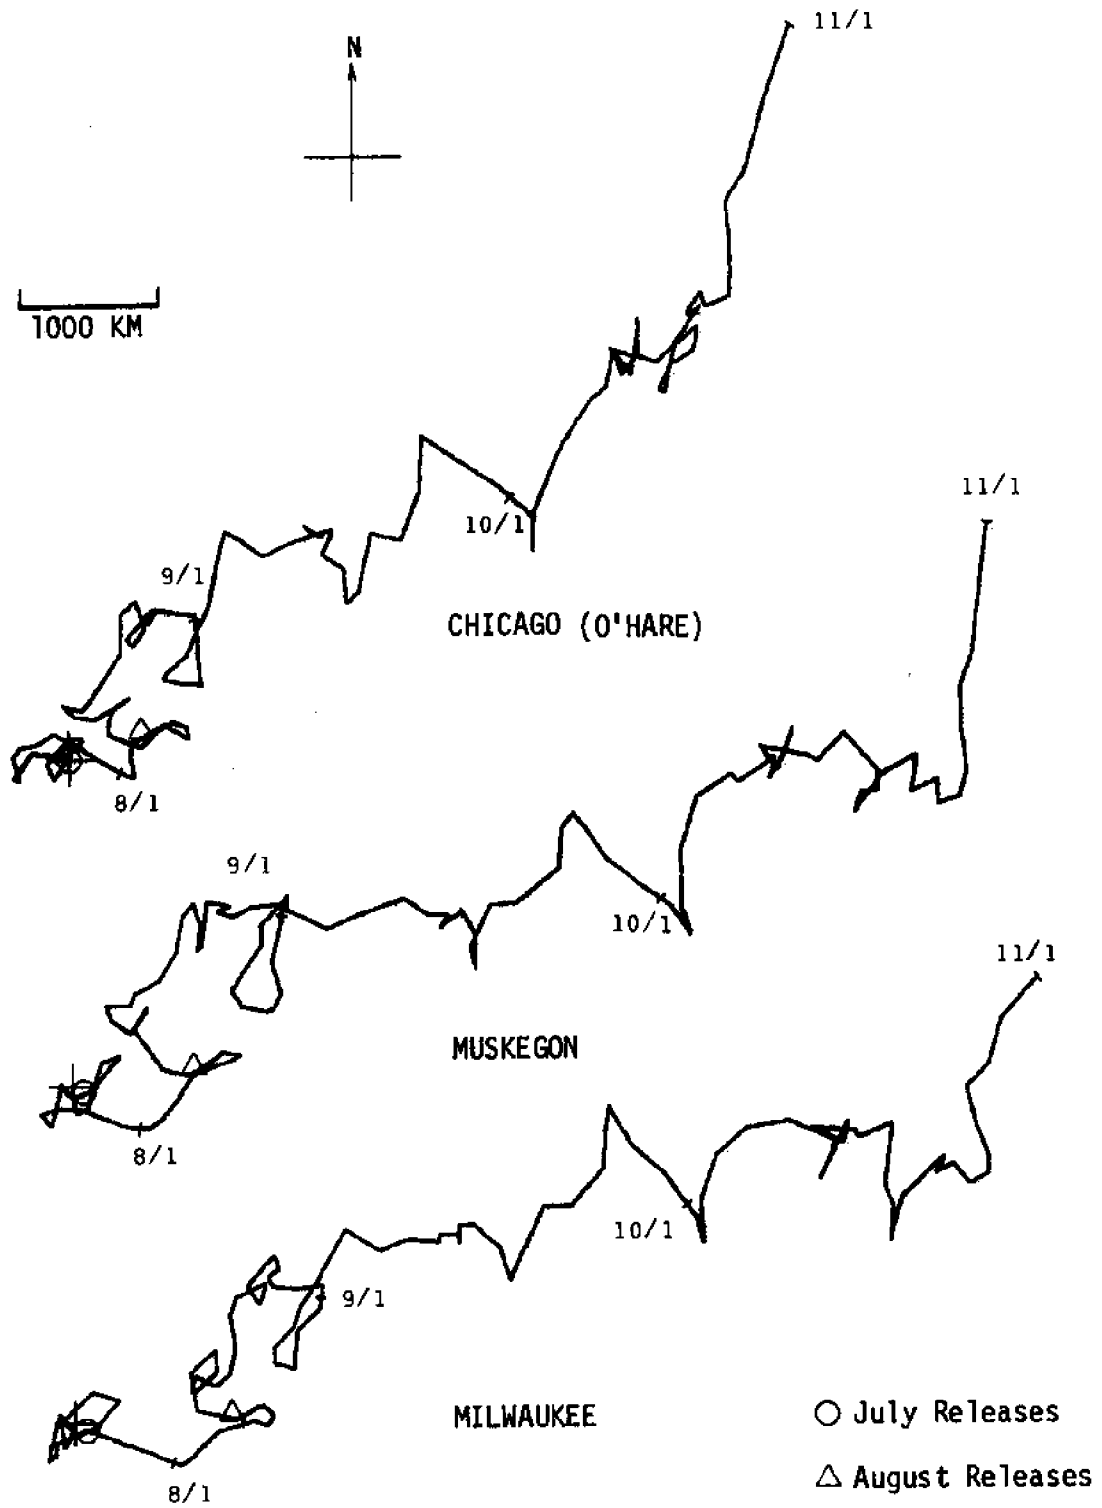 11/1
N
1000 KM
11/1
10/1
9/1
CHICAGO (O'HARE)
8/1
9/1
10/1
11/1
MUSKEGON
8/1
10/1
9/1
MILWAUKEE
July Releases
August Releases
8/1